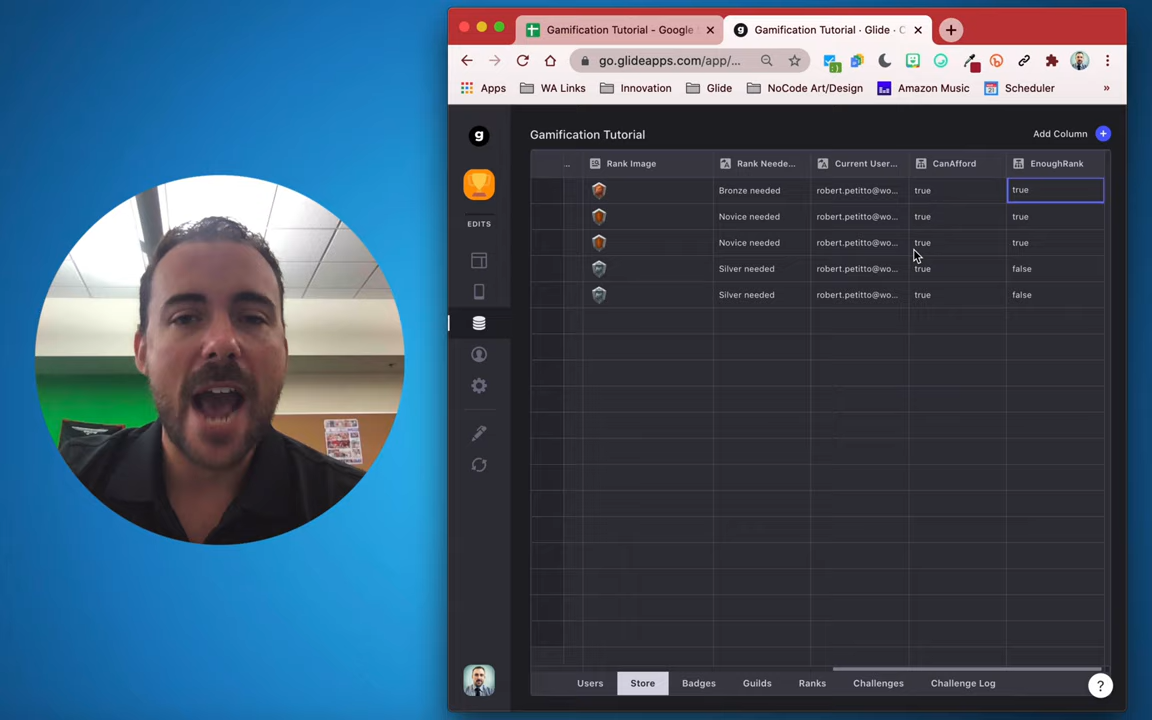 Gamification Tutorial - Google
Gamification Tutorial · Glide · C
go.glideapps.com/app/...
Apps
WA Links
Innovation
Glide
NoCode Art/Design
Amazon Music
Scheduler
»
g
Gamification Tutorial
Add Column
EDITS
...
Rank Image
Rank Neede...
Current User...
CanAfford
EnoughRank
Bronze needed
robert.petitto@wo...
true
true
Novice needed
robert.petitto@wo...
true
true
Novice needed
robert.petitto@wo...
true
true
Silver needed
robert.petitto@wo...
true
false
Silver needed
robert.petitto@wo...
true
false
Users
Store
Badges
Guilds
Ranks
Challenges
Challenge Log
?